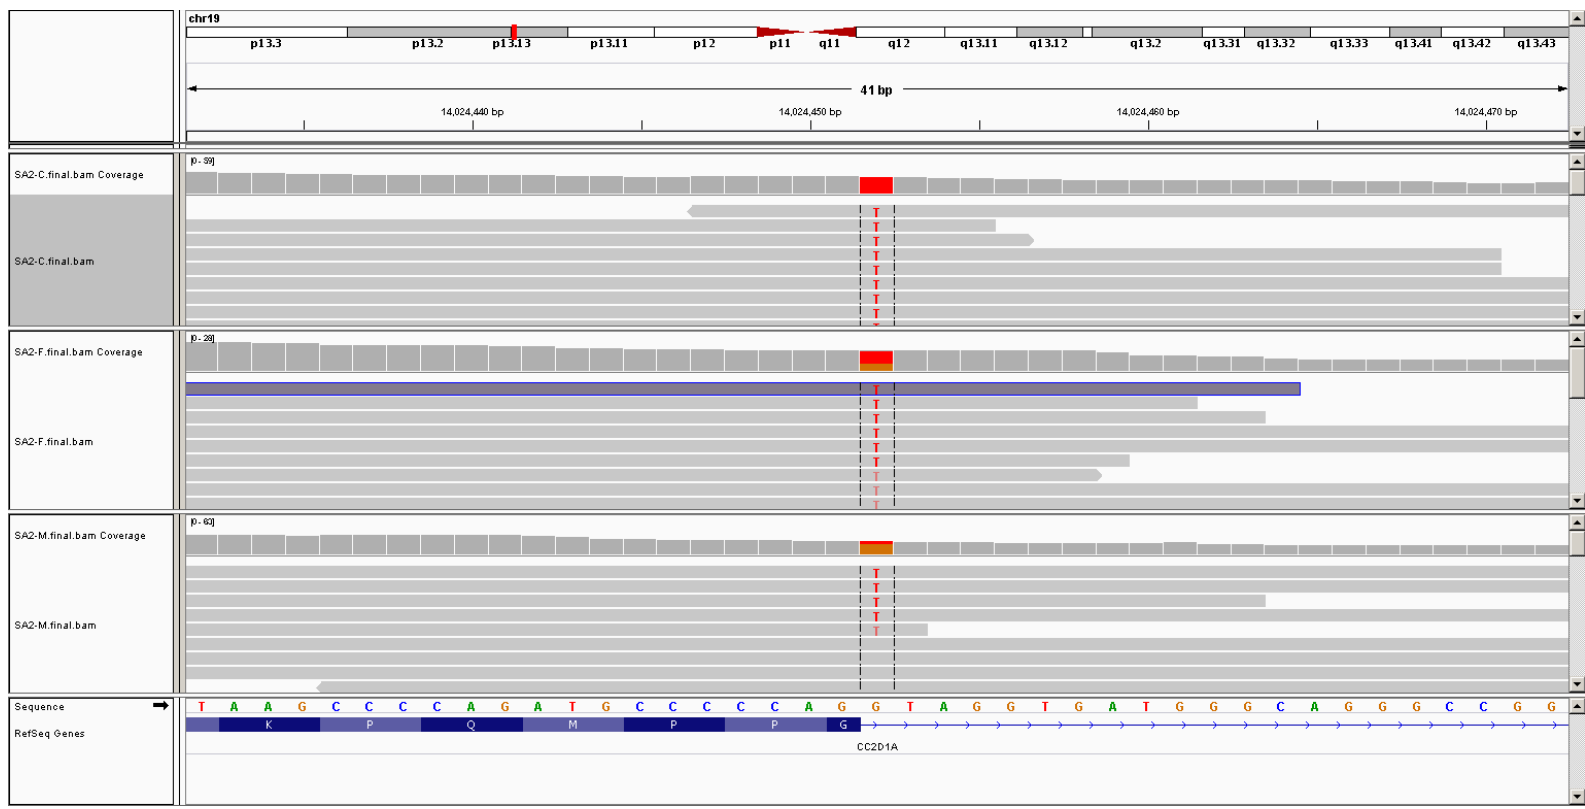 chr19
p13.3 p13.2 p13.13 p13.11 p12 p11 q11 q12 q13.11 q13.12 q13.2 q13.31 q13.32 q13.33 q13.41 q13.42 q13.43
41 bp
14,024,440 bp 14,024,450 bp 14,024,460 bp 14,024,470 bp
[0 - 59]
SA2-C.final.bam Coverage
T
T
T
T
SA2-C.final.bam
T
T
T
T
[0 - 28]
SA2-F.final.bam Coverage
T
T
T
T
SA2-F.final.bam
T
T
T
T
T
[0 - 60]
SA2-M.final.bam Coverage
T
T
T
T
SA2-M.final.bam
T
Sequence T A A G C C C C A G A T G C C C C C A G G T A G G T G A T G G G C A G G G C C G G
RefSeq Genes K P Q M P P G
CC2D1A